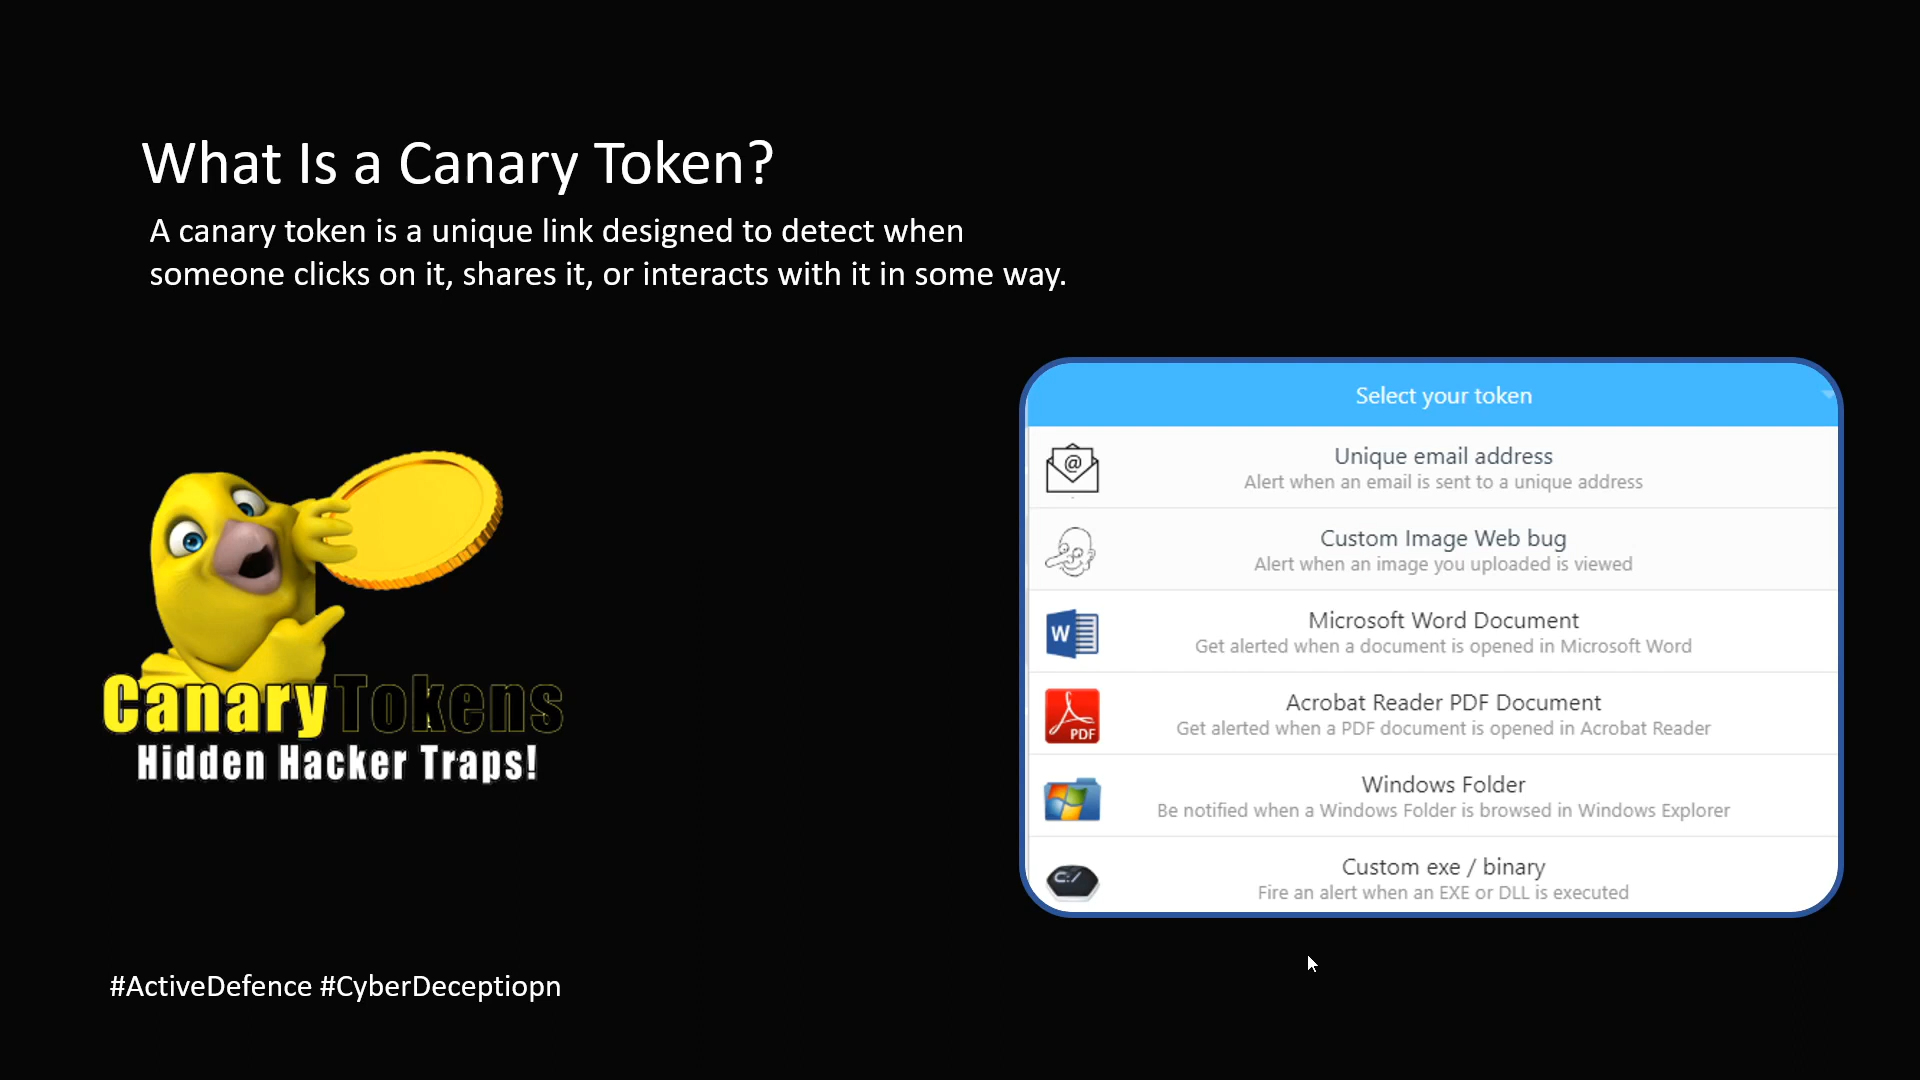 What Is a Canary Token?
A canary token is a unique link designed to detect when
someone clicks on it, shares it, or interacts with it in some way.
CanaryTokens
Hidden Hacker Traps!
Select your token
@
Unique email address
Alert when an email is sent to a unique address
Custom Image Web bug
Alert when an image you uploaded is viewed
W
Microsoft Word Document
Get alerted when a document is opened in Microsoft Word
PDF
Acrobat Reader PDF Document
Get alerted when a PDF document is opened in Acrobat Reader
Windows Folder
Be notified when a Windows Folder is browsed in Windows Explorer
C:/
Custom exe / binary
Fire an alert when an EXE or DLL is executed
#ActiveDefence #CyberDeceptiopn